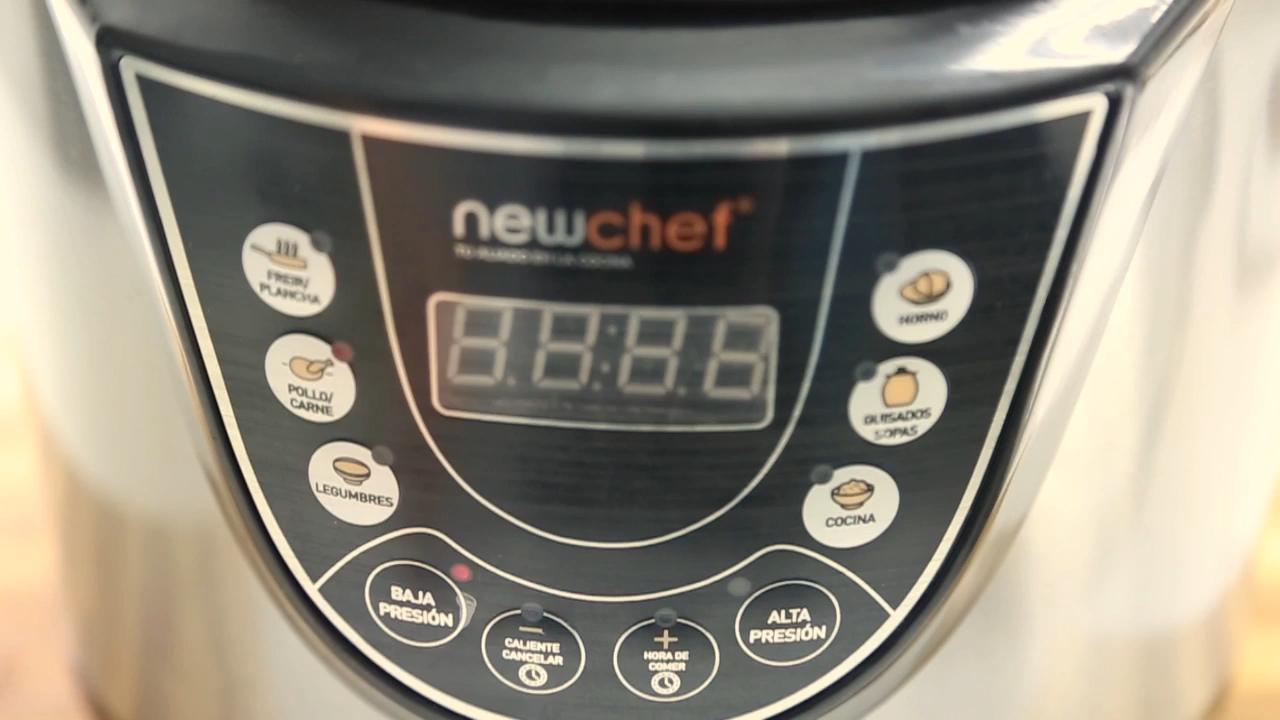 newchef
FREIR/
PLANCHA
POLLO/
CARNE
LEGUMBRES
HORNO
GUISADOS
SOPAS
COCINA
BAJA
PRESIÓN
−
CALIENTE
CANCELAR
+
HORA DE
COMER
ALTA
PRESIÓN